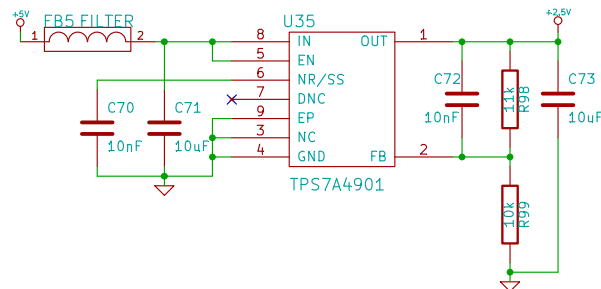 +5V
FB5 FILTER
1
2
U35
8
IN
OUT
1
+2.5V
5
EN
6
NR/SS
7
DNC
9
EP
3
NC
4
GND
FB
2
TPS7A4901
C70
10nF
C71
10uF
C72
10nF
11k
R98
C73
10uF
10k
R99